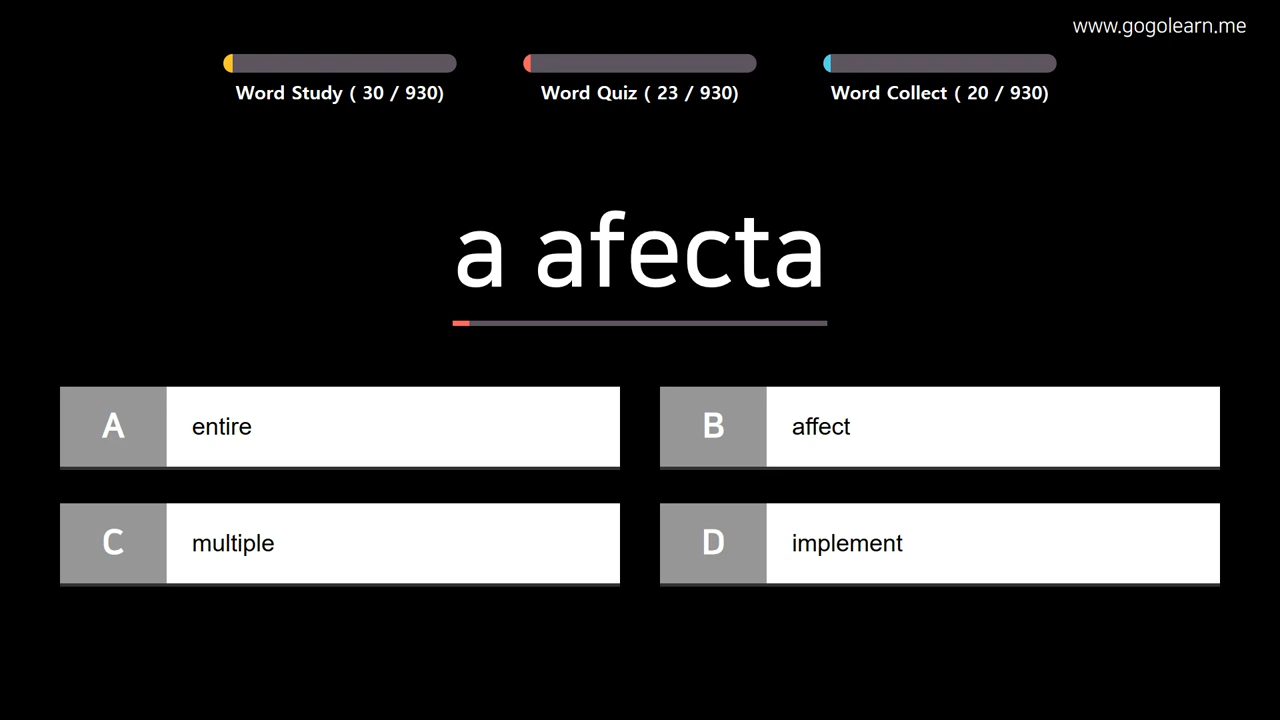 www.gogolearn.me
Word Study ( 30 / 930)
Word Quiz ( 23 / 930)
Word Collect ( 20 / 930)
a afecta
A
entire
B
affect
C
multiple
D
implement